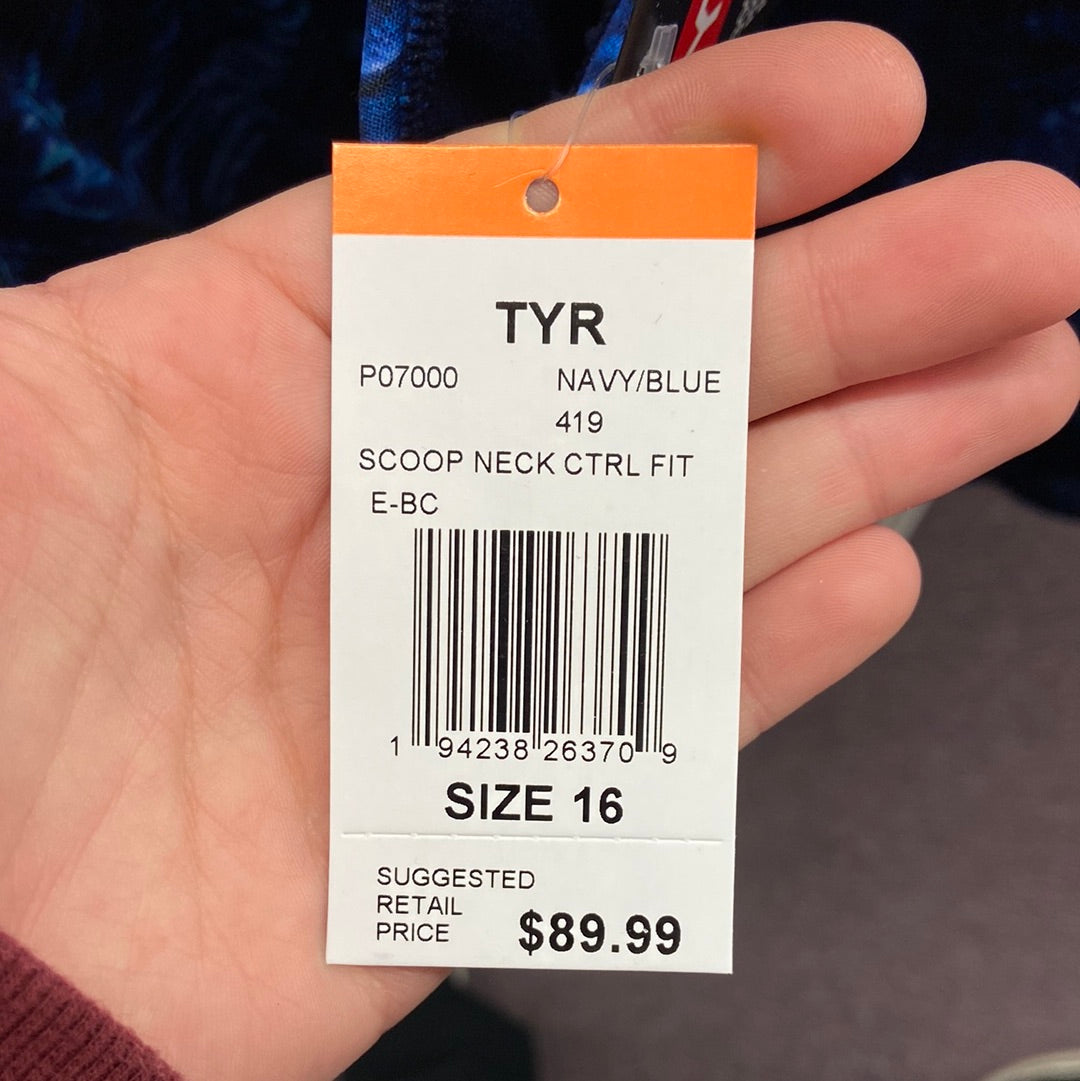 TYR
P07000 NAVY/BLUE
419
SCOOP NECK CTRL FIT
E-BC
1 94238 26370 9
SIZE 16
SUGGESTED
RETAIL
PRICE $89.99